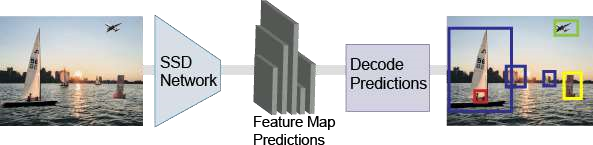 SSD
Network
Feature Map
Predictions
Decode
Predictions